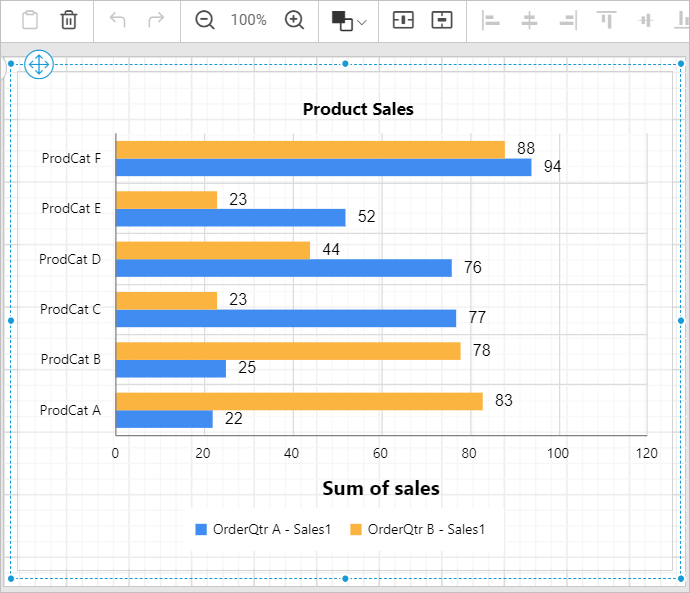 100%
Product Sales
ProdCat F
88
94
ProdCat E
23
52
ProdCat D
44
76
ProdCat C
23
77
ProdCat B
78
25
ProdCat A
83
22
0 20 40 60 80 100 120
Sum of sales
OrderQtr A - Sales1 OrderQtr B - Sales1